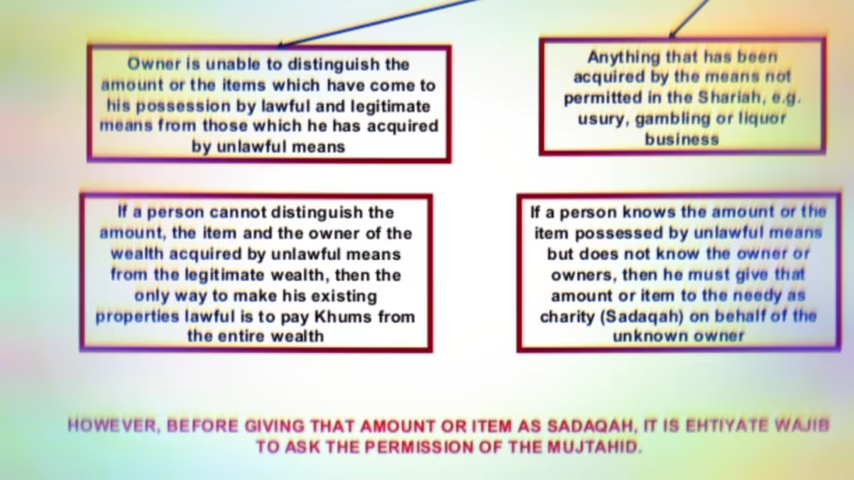 Owner is unable to distinguish the
amount or the items which have come to
his possession by lawful and legitimate
means from those which he has acquired
by unlawful means
Anything that has been
acquired by the means not
permitted in the Shariah, e.g.
usury, gambling or liquor
business
If a person cannot distinguish the
amount, the item and the owner of the
wealth acquired by unlawful means
from the legitimate wealth, then the
only way to make his existing
properties lawful is to pay Khums from
the entire wealth
If a person knows the amount or the
item possessed by unlawful means
but does not know the owner or
owners, then he must give that
amount or item to the needy as
charity (Sadaqah) on behalf of the
unknown owner
HOWEVER, BEFORE GIVING THAT AMOUNT OR ITEM AS SADAQAH, IT IS EHTIYATE WAJIB
TO ASK THE PERMISSION OF THE MUJTAHID.